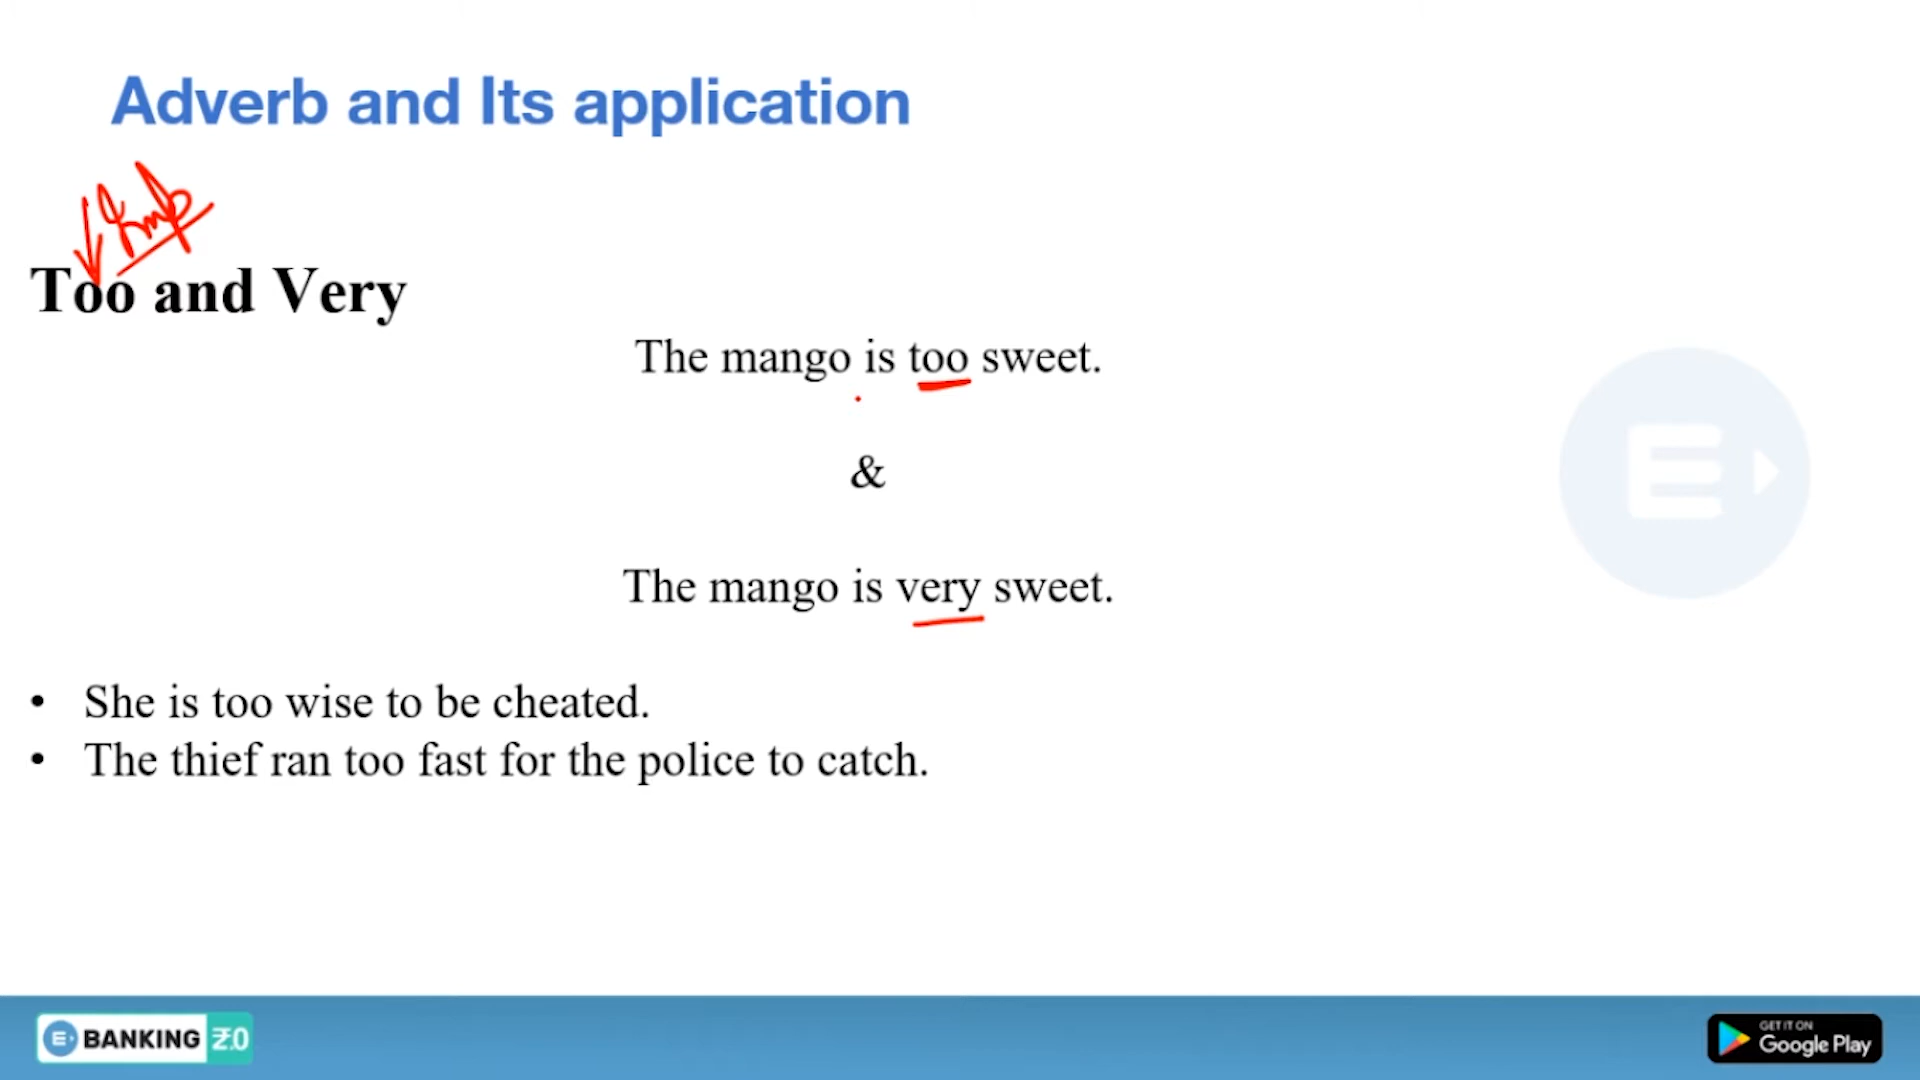 Adverb and Its application
Imp
Too and Very
The mango is too sweet.
&
The mango is very sweet.
• She is too wise to be cheated.
• The thief ran too fast for the police to catch.
BANKING ₹.0
GET IT ON
Google Play